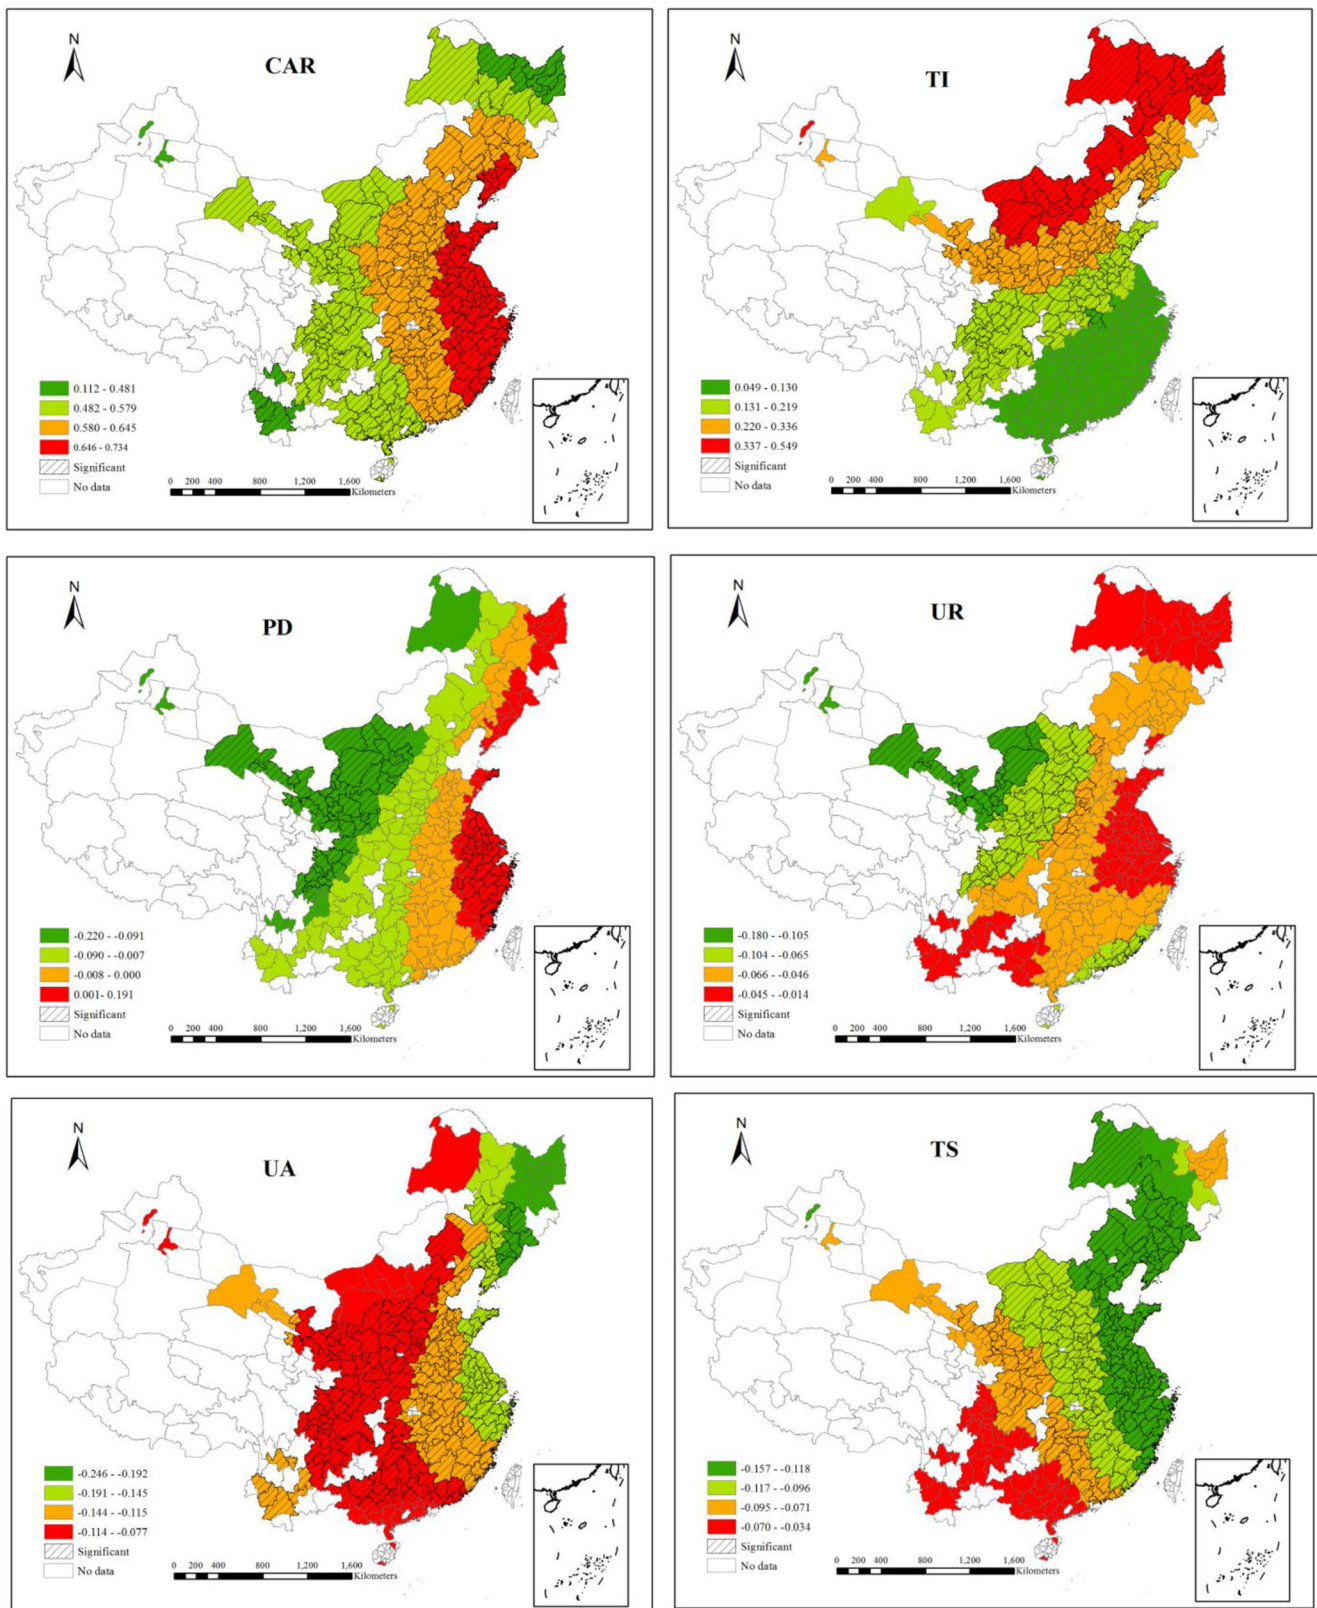 N
CAR
0.112 - 0.481
0.482 - 0.579
0.580 - 0.645
0.646 - 0.734
Significant
No data
0 200 400 800 1,200 1,600
Kilometers
N
TI
0.049 - 0.130
0.131 - 0.219
0.220 - 0.336
0.337 - 0.549
Significant
No data
0 200 400 800 1,200 1,600
Kilometers
N
PD
-0.220 - -0.091
-0.090 - -0.007
-0.008 - 0.000
0.001- 0.191
Significant
No data
0 200 400 800 1,200 1,600
Kilometers
N
UR
-0.180 - -0.105
-0.104 - -0.065
-0.066 - -0.046
-0.045 - -0.014
Significant
No data
0 200 400 800 1,200 1,600
Kilometers
N
UA
-0.246 - -0.192
-0.191 - -0.145
-0.144 - -0.115
-0.114 - -0.077
Significant
No data
0 200 400 800 1,200 1,600
Kilometers
N
TS
-0.157 - -0.118
-0.117 - -0.096
-0.095 - -0.071
-0.070 - -0.034
Significant
No data
0 200 400 800 1,200 1,600
Kilometers